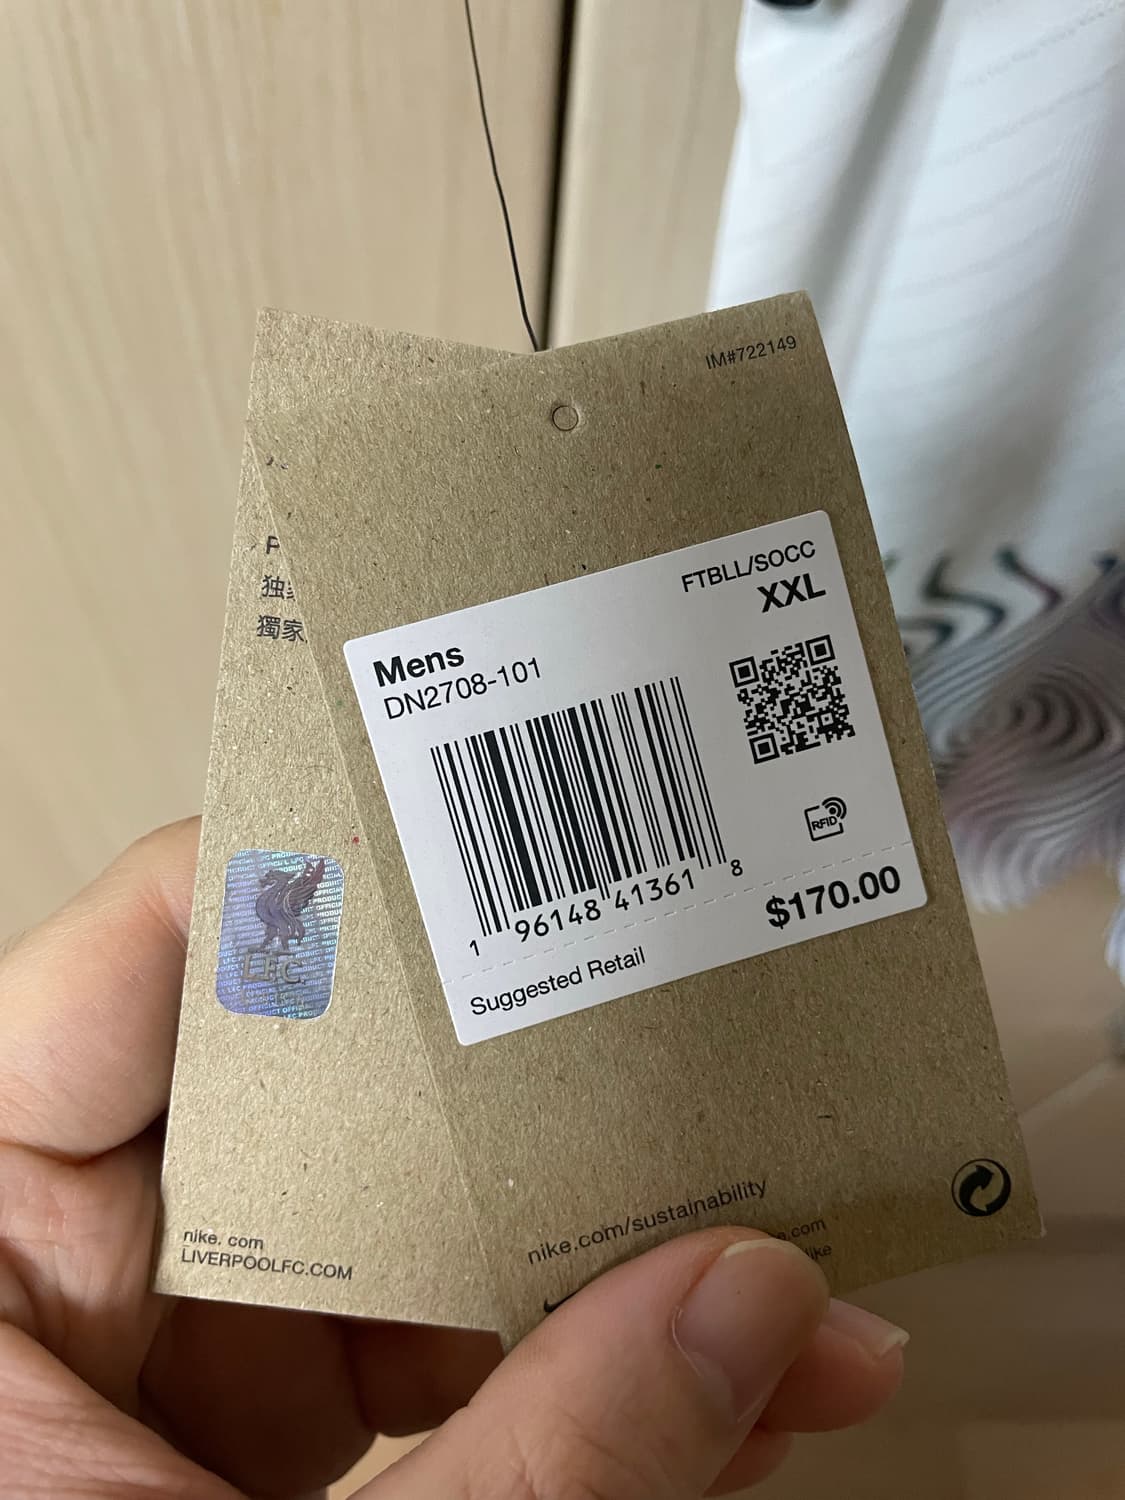 IM#722149
FTBLL/SOCC
XXL
Mens
DN2708-101
RFID
1 96148 41361 8
$170.00
Suggested Retail
nike.com/sustainability
独
獨家
LFC
nike. com
LIVERPOOLFC.COM